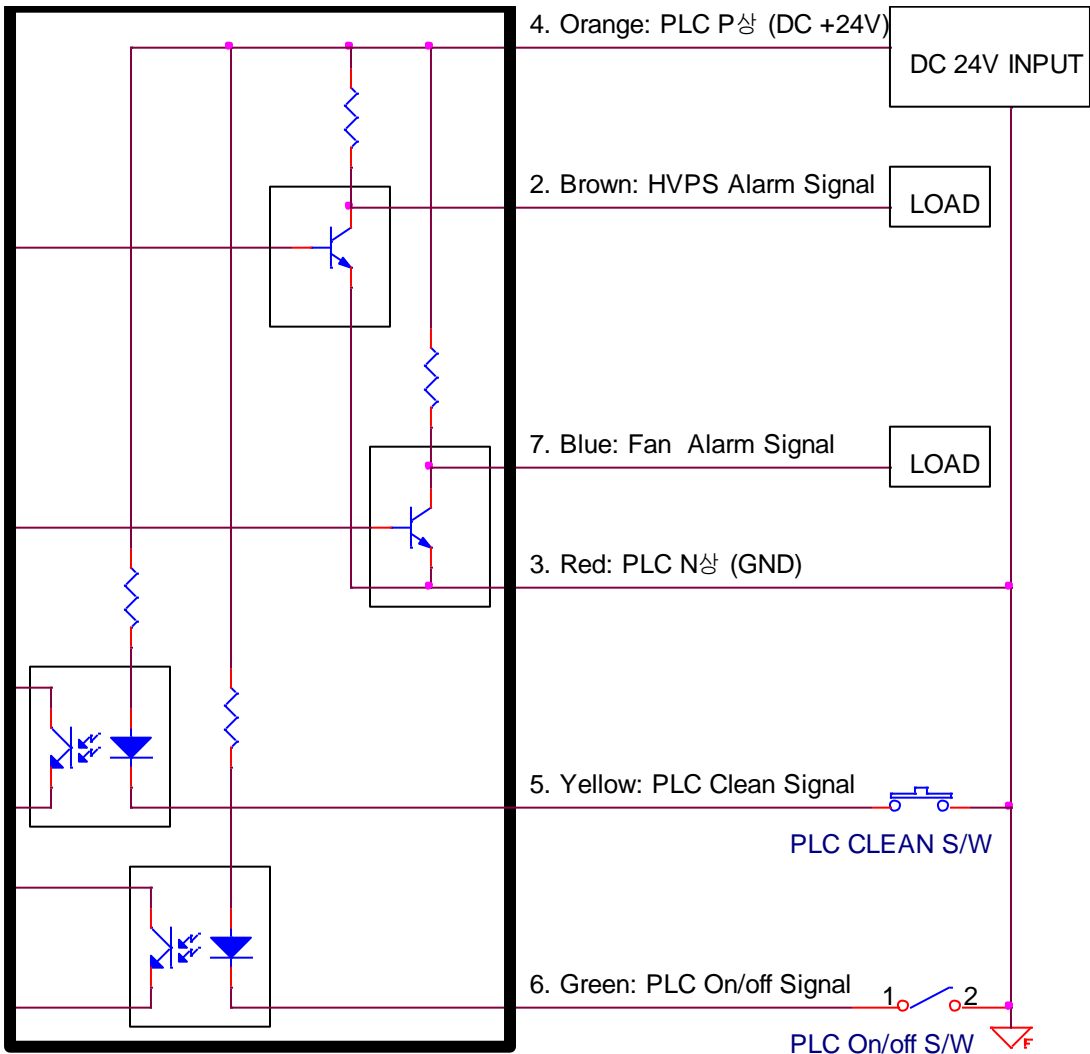 4. Orange: PLC P상 (DC +24V)
DC 24V INPUT
2. Brown: HVPS Alarm Signal
LOAD
7. Blue: Fan Alarm Signal
LOAD
3. Red: PLC N상 (GND)
5. Yellow: PLC Clean Signal
PLC CLEAN S/W
6. Green: PLC On/off Signal
1 2
PLC On/off S/W
F